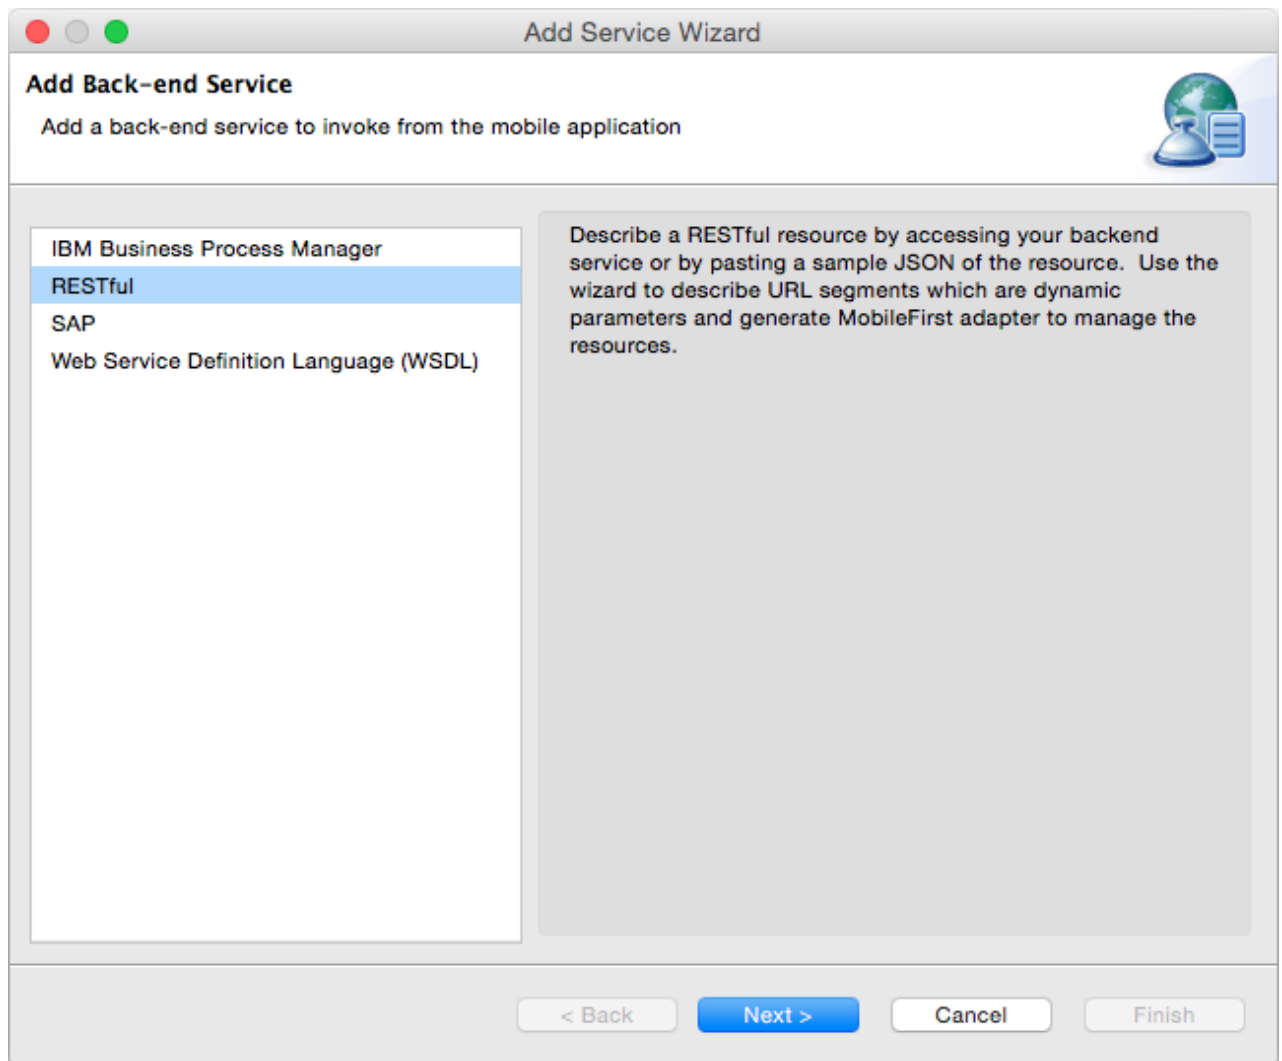 Add Service Wizard
Add Back-end Service
Add a back-end service to invoke from the mobile application
IBM Business Process Manager
RESTful
SAP
Web Service Definition Language (WSDL)
Describe a RESTful resource by accessing your backend
service or by pasting a sample JSON of the resource.  Use the
wizard to describe URL segments which are dynamic
parameters and generate MobileFirst adapter to manage the
resources.
< Back
Next >
Cancel
Finish